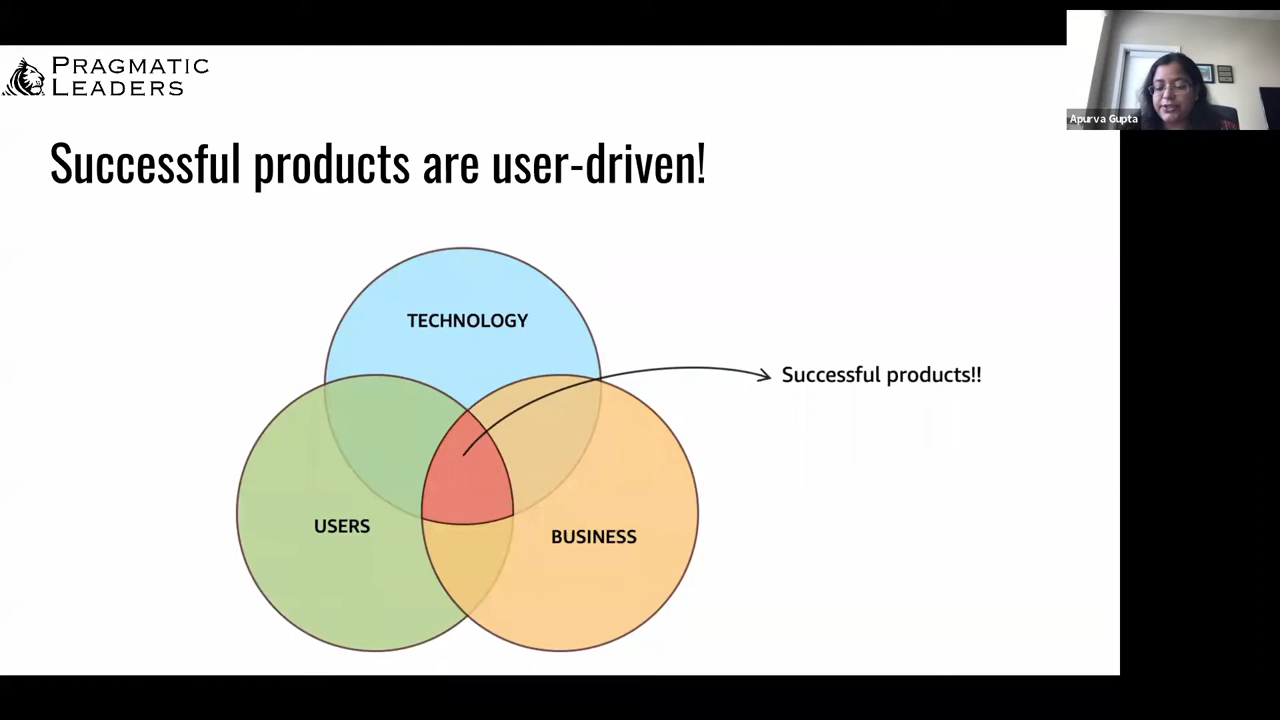 PRAGMATIC
LEADERS
Apurva Gupta
Successful products are user-driven!
TECHNOLOGY
Successful products!!
USERS
BUSINESS